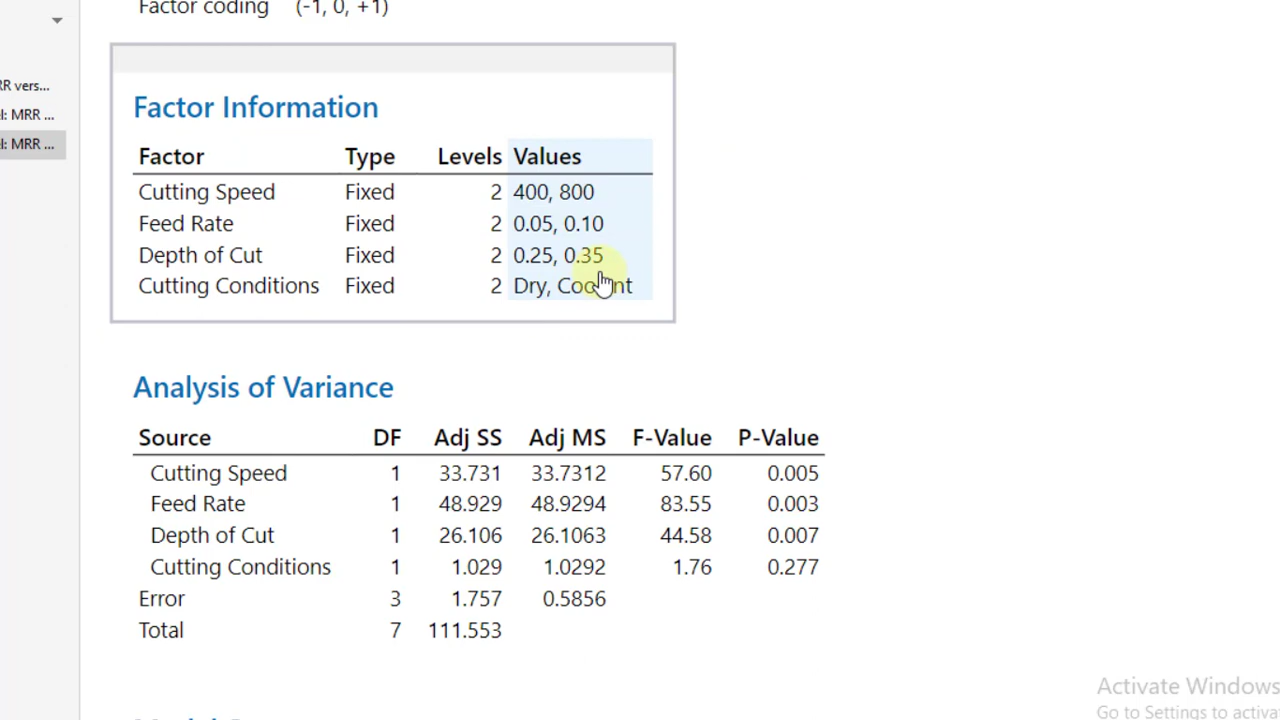 Factor coding (-1, 0, +1)
RR vers...
el: MRR ...
el: MRR ...
Factor Information
Factor Type Levels Values
Cutting Speed Fixed 2 400, 800
Feed Rate Fixed 2 0.05, 0.10
Depth of Cut Fixed 2 0.25, 0.35
Cutting Conditions Fixed 2 Dry,
Analysis of Variance
Source DF Adj SS Adj MS F-Value P-Value
Cutting Speed 1 33.731 33.7312 57.60 0.005
Feed Rate 1 48.929 48.9294 83.55 0.003
Depth of Cut 1 26.106 26.1063 44.58 0.007
Cutting Conditions 1 1.029 1.0292 1.76 0.277
Error 3 1.757 0.5856
Total 7 111.553
Activate Windows
Go to Settings to activa